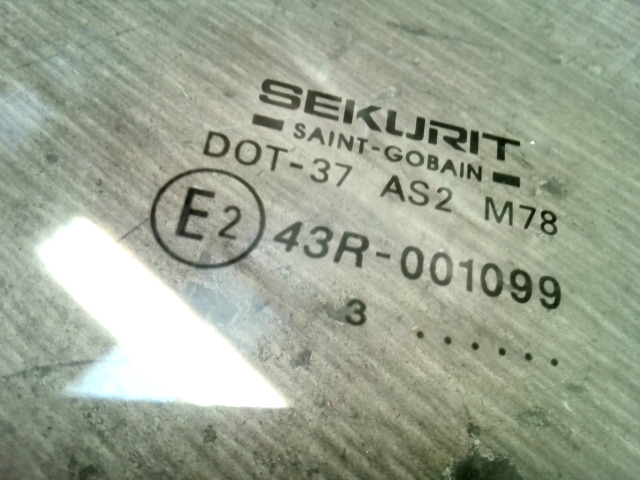 SEKURIT
SAINT-GOBAIN
DOT-37 AS2 M78
E2 43R-001099
3 ......